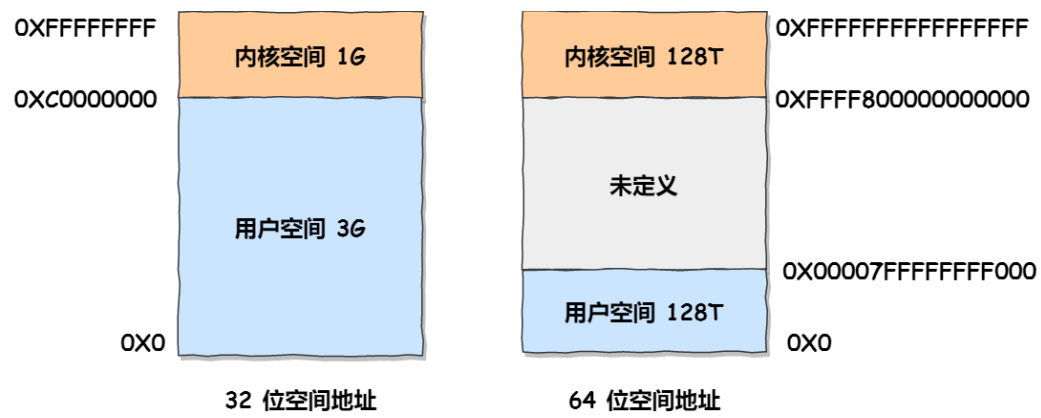 0XFFFFFFFF
内核空间 1G
0XC0000000
用户空间 3G
0X0
32 位空间地址
0XFFFFFFFFFFFFFFFF
内核空间 128T
0XFFFF800000000000
未定义
0X00007FFFFFFFF000
用户空间 128T
0X0
64 位空间地址